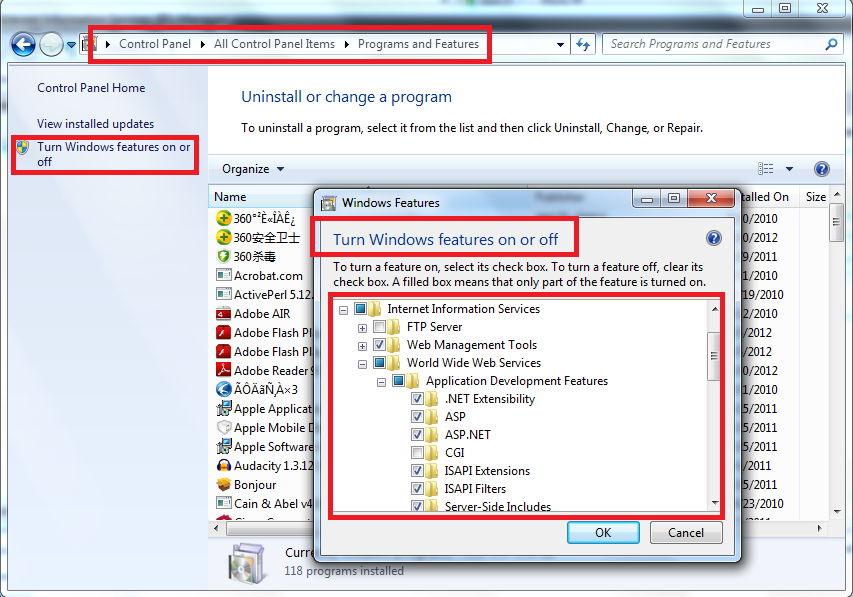 Control Panel ▸ All Control Panel Items ▸ Programs and Features
Search Programs and Features
Control Panel Home
View installed updates
Turn Windows features on or
off
Uninstall or change a program
To uninstall a program, select it from the list and then click Uninstall, Change, or Repair.
Organize
Name
talled On
Size
360°²È«ÎÀÊ¿
0/2010
360安全卫士
0/2012
360杀毒
9/2011
Acrobat.com
1/2010
ActivePerl 5.12.
19/2010
Adobe AIR
2/2012
Adobe Flash Pl
2/2012
Adobe Flash Pl
2/2012
Adobe Reader 9
2/2012
ÃÔÄãÑ¸À×3
1/2010
Apple Applicat
5/2011
Apple Mobile D
5/2011
Apple Software
5/2011
Audacity 1.3.12
/2011
Bonjour
5/2011
Cain & Abel v4
23/2010
Windows Features
Turn Windows features on or off
To turn a feature on, select its check box. To turn a feature off, clear its
check box. A filled box means that only part of the feature is turned on.
Internet Information Services
FTP Server
Web Management Tools
World Wide Web Services
Application Development Features
.NET Extensibility
ASP
ASP.NET
CGI
ISAPI Extensions
ISAPI Filters
Server-Side Includes
OK
Cancel
Curre
118 programs installed